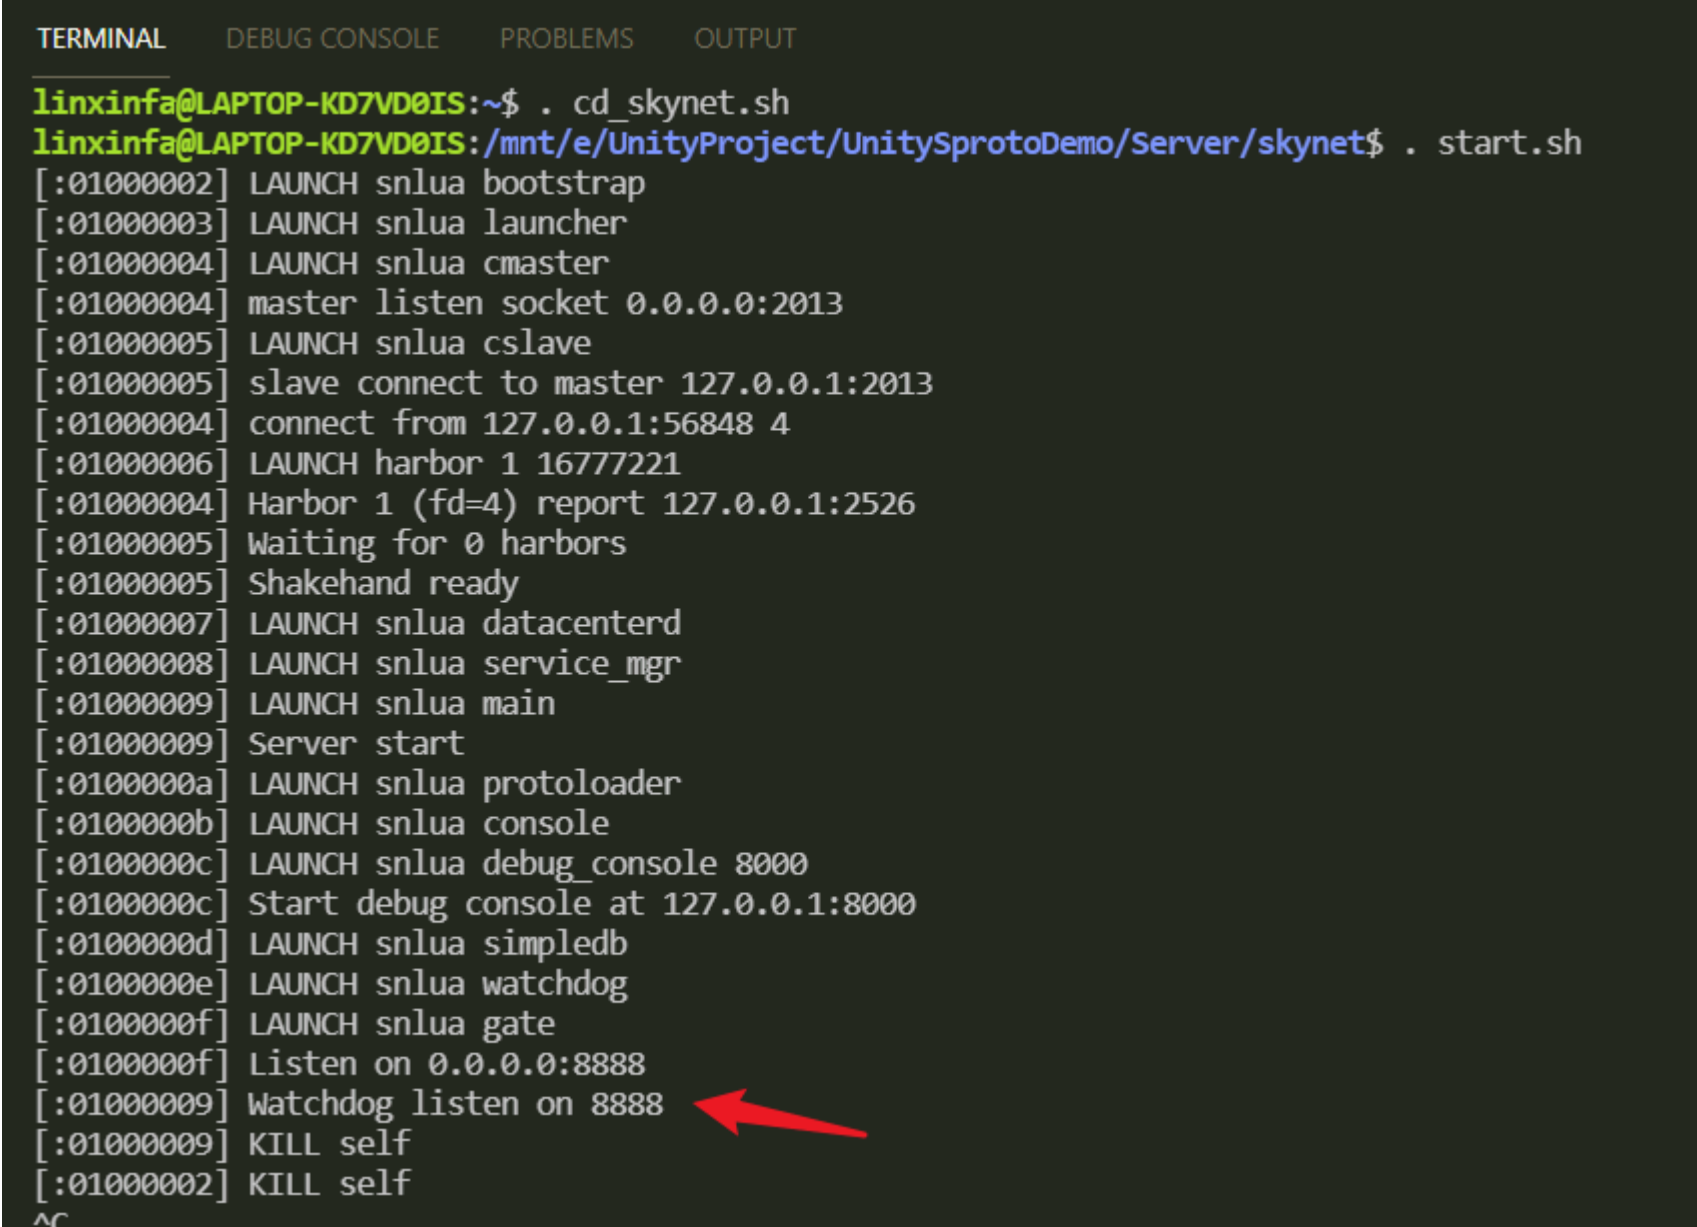 TERMINAL DEBUG CONSOLE PROBLEMS OUTPUT
linxinfa@LAPTOP-KD7VD0IS:~$ . cd_skynet.sh
linxinfa@LAPTOP-KD7VD0IS:/mnt/e/UnityProject/UnitySprotoDemo/Server/skynet$ . start.sh
[:01000002] LAUNCH snlua bootstrap
[:01000003] LAUNCH snlua launcher
[:01000004] LAUNCH snlua cmaster
[:01000004] master listen socket 0.0.0.0:2013
[:01000005] LAUNCH snlua cslave
[:01000005] slave connect to master 127.0.0.1:2013
[:01000004] connect from 127.0.0.1:56848 4
[:01000006] LAUNCH harbor 1 16777221
[:01000004] Harbor 1 (fd=4) report 127.0.0.1:2526
[:01000005] Waiting for 0 harbors
[:01000005] Shakehand ready
[:01000007] LAUNCH snlua datacenterd
[:01000008] LAUNCH snlua service_mgr
[:01000009] LAUNCH snlua main
[:01000009] Server start
[:0100000a] LAUNCH snlua protoloader
[:0100000b] LAUNCH snlua console
[:0100000c] LAUNCH snlua debug_console 8000
[:0100000c] Start debug console at 127.0.0.1:8000
[:0100000d] LAUNCH snlua simpledb
[:0100000e] LAUNCH snlua watchdog
[:0100000f] LAUNCH snlua gate
[:0100000f] Listen on 0.0.0.0:8888
[:01000009] Watchdog listen on 8888
[:01000009] KILL self
[:01000002] KILL self
^C